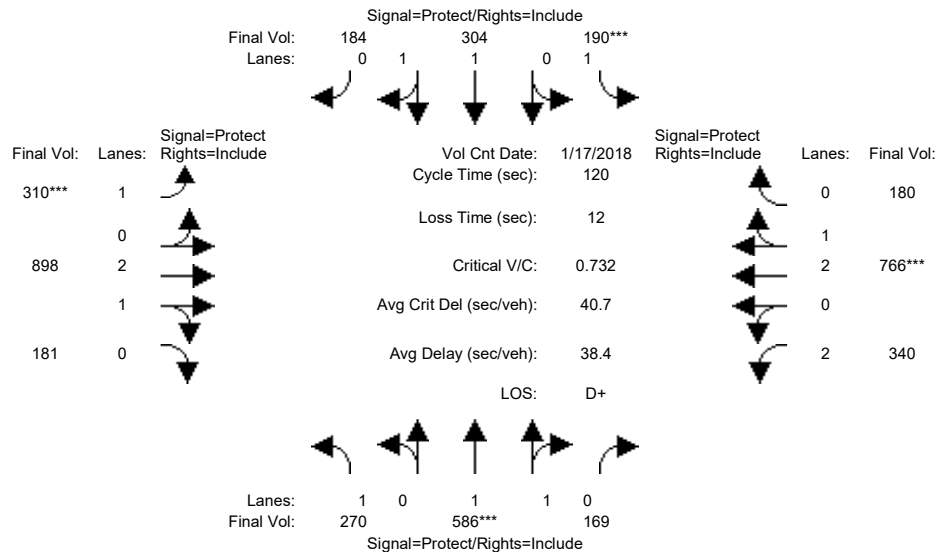 Signal=Protect/Rights=Include
Final Vol: 184 304 190***
Lanes: 0 1 1 0 1
Signal=Protect Signal=Protect
Final Vol: Lanes: Rights=Include Vol Cnt Date: 1/17/2018 Rights=Include Lanes: Final Vol:
Cycle Time (sec): 120
310*** 1 0 180
Loss Time (sec): 12
0 1
898 2 Critical V/C: 0.732 2 766***
1 Avg Crit Del (sec/veh): 40.7 0
181 0 Avg Delay (sec/veh): 38.4 2 340
LOS: D+
Lanes: 1 0 1 1 0
Final Vol: 270 586*** 169
Signal=Protect/Rights=Include